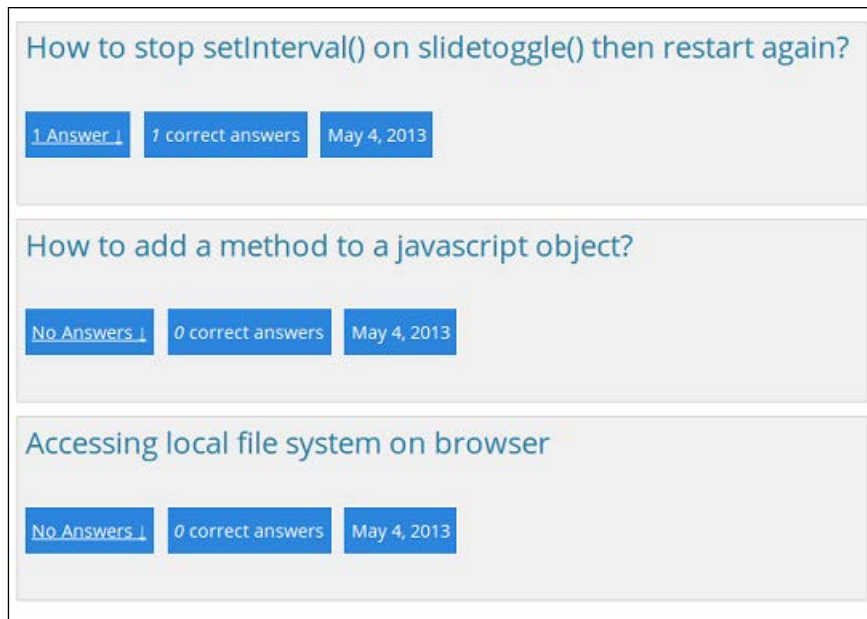 How to stop setInterval() on slidetoggle() then restart again?
1 Answer ↓ 1 correct answers May 4, 2013
How to add a method to a javascript object?
No Answers ↓ 0 correct answers May 4, 2013
Accessing local file system on browser
No Answers ↓ 0 correct answers May 4, 2013